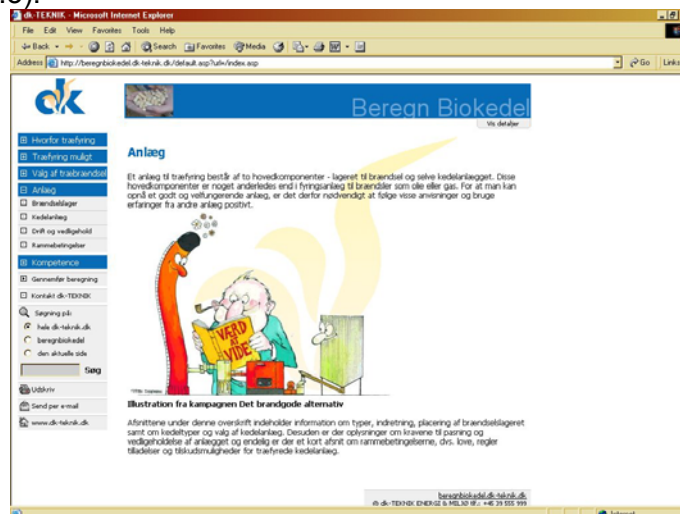 dk-TEKNIK - Microsoft Internet Explorer
File Edit View Favorites Tools Help
Back Search Favorites Media
Address http://beregnbiokedel.dk-teknik.dk/default.asp?url=/index.asp Go Links
dk
Beregn Biokedel
Vis detaljer
Hvorfor træfyring
Træfyring muligt
Valg af træbrændsel
Anlæg
Brændselslager
Kedelanlæg
Drift og vedligehold
Rammebetingelser
Kompetence
Gennemfør beregning
Kontakt dk-TEKNIK
Søgning på:
hele dk-teknik.dk
beregnbiokedel
den aktuelle side
Søg
Udskriv
Send per e-mail
www.dk-teknik.dk
Anlæg
Et anlæg til træfyring består af to hovedkomponenter - lageret til brændsel og selve kedelanlægget. Disse
hovedkomponenter er noget anderledes end i fyringsanlæg til brændsler som olie eller gas. For at man kan
opnå et godt og velfungerende anlæg, er det derfor nødvendigt at følge visse anvisninger og bruge
erfaringer fra andre anlæg positivt.
VÆRD
AT
VIDE
Illustration fra kampagnen Det brandgode alternativ
Afsnittene under denne overskrift indeholder information om typer, indretning, placering af brændselslageret
samt om kedeltyper og valg af kedelanlæg. Desuden er der oplysninger om kravene til pasning og
vedligeholdelse af anlægget og endelig er der et kort afsnit om rammebetingelserne, dvs. love, regler
tilladelser og tilskudsmuligheder for træfyrede kedelanlæg.
beregnbiokedel.dk-teknik.dk
© dk-TEKNIK ENERGI & MILJØ tlf.: +45 39 555 999
Internet